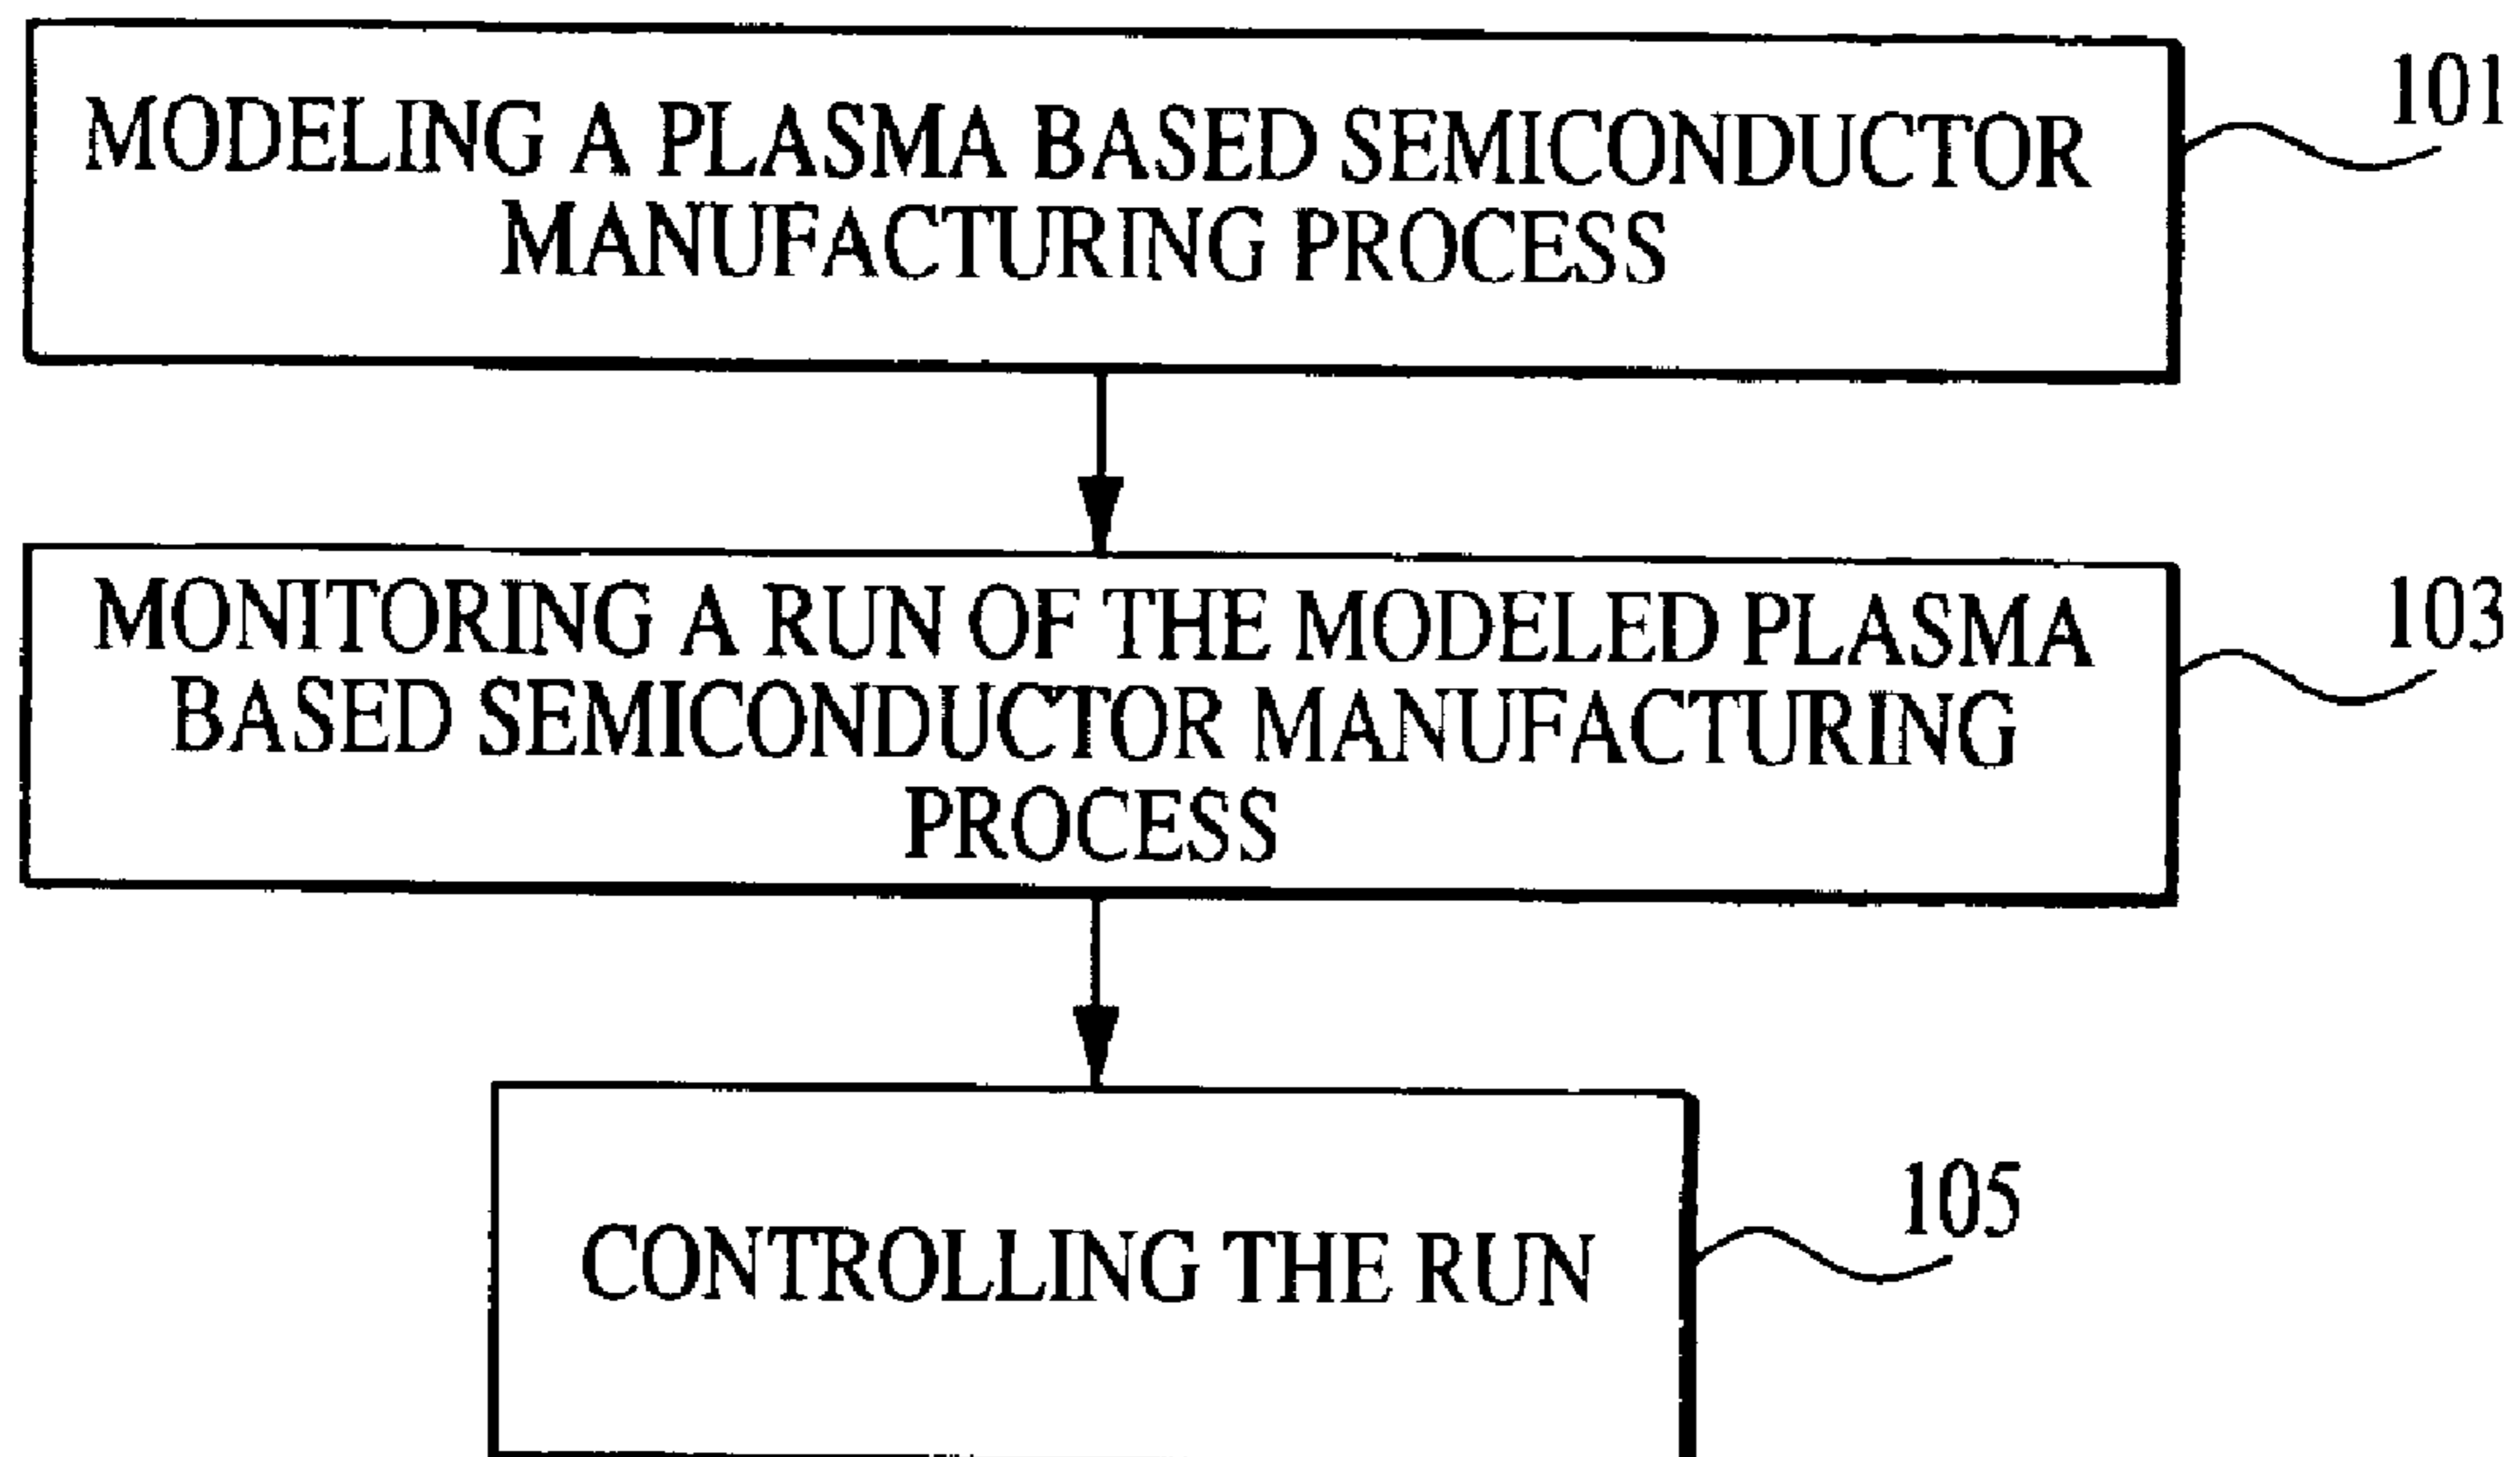 MODELING A PLASMA BASED SEMICONDUCTOR
MANUFACTURING PROCESS
101
MONITORING A RUN OF THE MODELED PLASMA
BASED SEMICONDUCTOR MANUFACTURING
PROCESS
103
CONTROLLING THE RUN
105